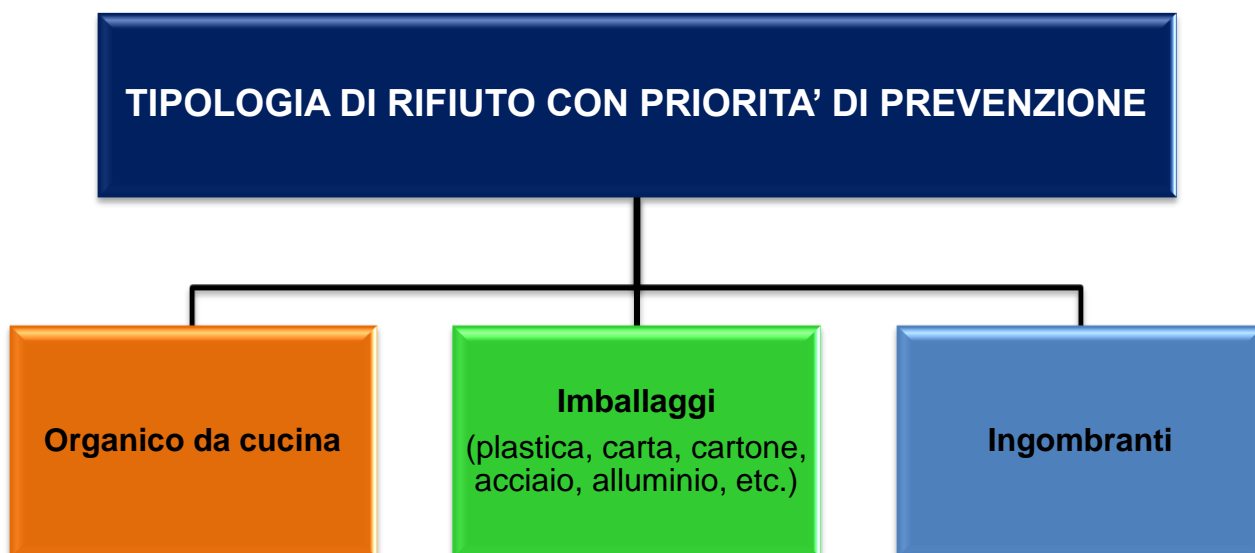 TIPOLOGIA DI RIFIUTO CON PRIORITA’ DI PREVENZIONE
Organico da cucina
Imballaggi
(plastica, carta, cartone,
acciaio, alluminio, etc.)
Ingombranti